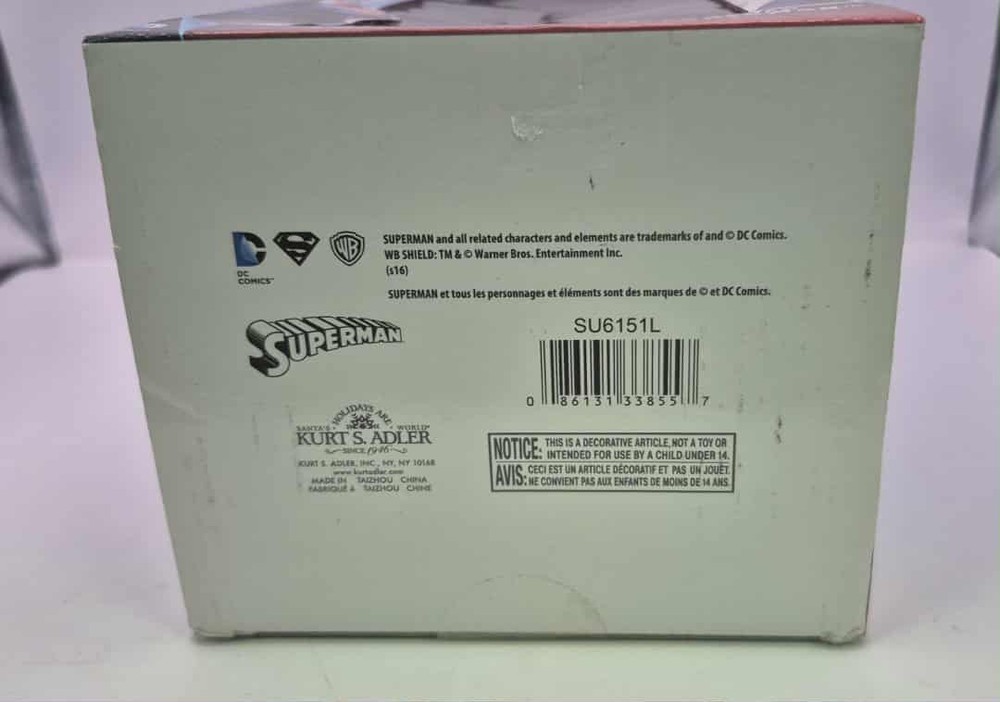 DC
COMICS™
WB
SUPERMAN and all related characters and elements are trademarks of and © DC Comics.
WB SHIELD: TM & © Warner Bros. Entertainment Inc.
(s16)
SUPERMAN et tous les personnages et éléments sont des marques de © et DC Comics.
SUPERMAN
SU6151L
0 86131 33855 7
HOLIDAYS ARE
SANTA'S WORLD®
KURT S. ADLER
SINCE 1946
KURT S. ADLER, INC., NY, NY 10168
www.kurtadler.com
MADE IN TAIZHOU CHINA
FABRIQUÉ À TAIZHOU CHINE
NOTICE: THIS IS A DECORATIVE ARTICLE, NOT A TOY OR
INTENDED FOR USE BY A CHILD UNDER 14.
AVIS: CECI EST UN ARTICLE DÉCORATIF ET PAS UN JOUET.
NE CONVIENT PAS AUX ENFANTS DE MOINS DE 14 ANS.